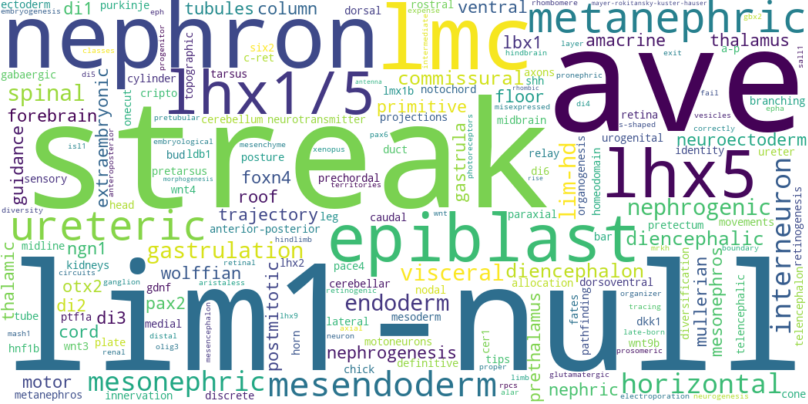 ectoderm di1 purkinje dorsal rostral ventral rhombomere mayer-rokitansky-kuster-hauser
embryogenesis tubules column expense metanephric gbx2
nephron lmc
classes progenitor eph intermediate hindbrain layer exit a-p
gabaergic di5 cylinder tarsus six2 c-ret lbx1 amacrine thalamus sall1
spinal lhx1/5 topographic commissural axons pronephric branching
onecut cripto lmx1b notochord shh floor di4 epha
forebrain pretubular cerebellum neurotransmitter primitive midbrain ave fail vesicles correctly
extraembryonic anteroposterior embryological pax6 projections misexpressed rhombic antenna retina s-shaped neuroectoderm
isl1 bud ldb1 mesenchyme xenopus duct gastrula photoreceptors relay urogenital identity ureter
guidance streak posture lhx5
sensory pretarsus foxn4 prechordal di6 lim-hd organogenesis homeodomain
morphogenesis wnt4 territories rise
diversity head roof nephrogenic
ureteric trajectory leg caudal wnt paraxial pretectum movements
midline ngn1 hindlimb anterior-posterior epiblast bar diencephalic interneuron retinogenesis
kidneys gastrulation mrkh boundary
thalamic circuits ganglion retinal lhx2 pace4 visceral diencephalon
otx2 wolffian cerebellar nodal allocation dorsoventral diversification mullerian mesonephros telencephalic telencephalon
di2 gdnf aristaless endoderm organizer
tube ptf1a pax2 postmitotic lhx9 mesoderm prethalamus fates tracing
lim1-null
mash1 cord di3 medial mesencephalon lateral axial motoneurons cer1 pathfinding dkk1 late-born
hnf1b wnt3 plate distal horn neuron nephrogenesis definitive tips wnt9b
renal olig3 chick proper prosomeric
motor mesonephric mesendoderm limb glutamatergic nephric horizontal
metanephros innervation discrete rpcs alar electroporation neurogenesis cone